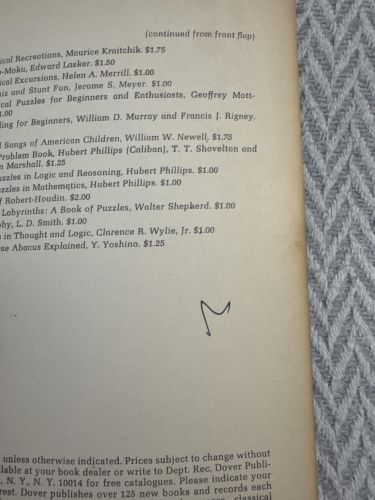 (continued from front flap)
ical Recreations, Maurice Kraitchik. $1.75
-Moku, Edward Lasker. $1.50
ical Excursions, Helen A. Merrill. $1.00
iz and Stunt Fun, Jerome S. Meyer. $1.00
cal Puzzles for Beginners and Enthusiasts, Geoffrey Mott-
1.00
ling for Beginners, William D. Murray and Francis J. Rigney.
d Songs of American Children, William W. Newell, $1.75
Problem Book, Hubert Phillips (Caliban), T. T. Shovelton and
n Marshall. $1.25
uzzles in Logic and Reasoning, Hubert Phillips. $1.00
uzzles in Mathematics, Hubert Phillips. $1.00
f Robert-Houdin. $2.00
Labyrinths: A Book of Puzzles, Walter Shepherd. $1.00
phy, L. D. Smith. $1.00
s in Thought and Logic, Clarence R. Wylie, Jr. $1.00
se Abacus Explained, Y. Yoshino. $1.25
unless otherwise indicated. Prices subject to change without
ilable at your book dealer or write to Dept. Rec, Dover Publi-
., N. Y., N. Y. 10014 for free catalogues. Please indicate your
rest. Dover publishes over 125 new books and records each
classical